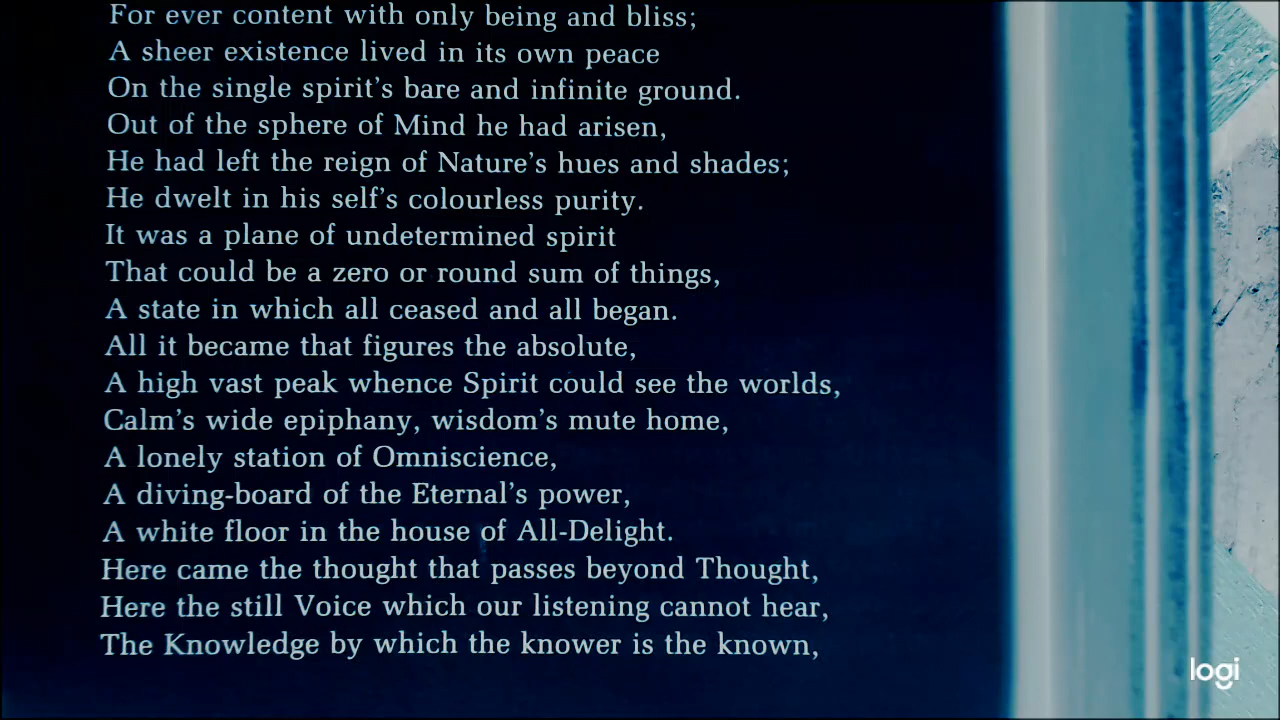 For ever content with only being and bliss;
A sheer existence lived in its own peace
On the single spirit's bare and infinite ground.
Out of the sphere of Mind he had arisen,
He had left the reign of Nature's hues and shades;
He dwelt in his self's colourless purity.
It was a plane of undetermined spirit
That could be a zero or round sum of things,
A state in which all ceased and all began.
All it became that figures the absolute,
A high vast peak whence Spirit could see the worlds,
Calm's wide epiphany, wisdom's mute home,
A lonely station of Omniscience,
A diving-board of the Eternal's power,
A white floor in the house of All-Delight.
Here came the thought that passes beyond Thought,
Here the still Voice which our listening cannot hear,
The Knowledge by which the knower is the known,
logi